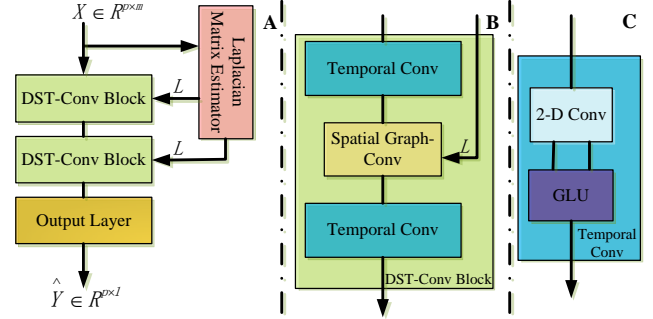 X ∈ R^{p×m}
Laplacian
Matrix Estimator
DST-Conv Block
L
DST-Conv Block
L
Output Layer
Ŷ ∈ R^{p×1}
A
B
Temporal Conv
Spatial Graph-
Conv
L
Temporal Conv
DST-Conv Block
C
2-D Conv
GLU
Temporal
Conv